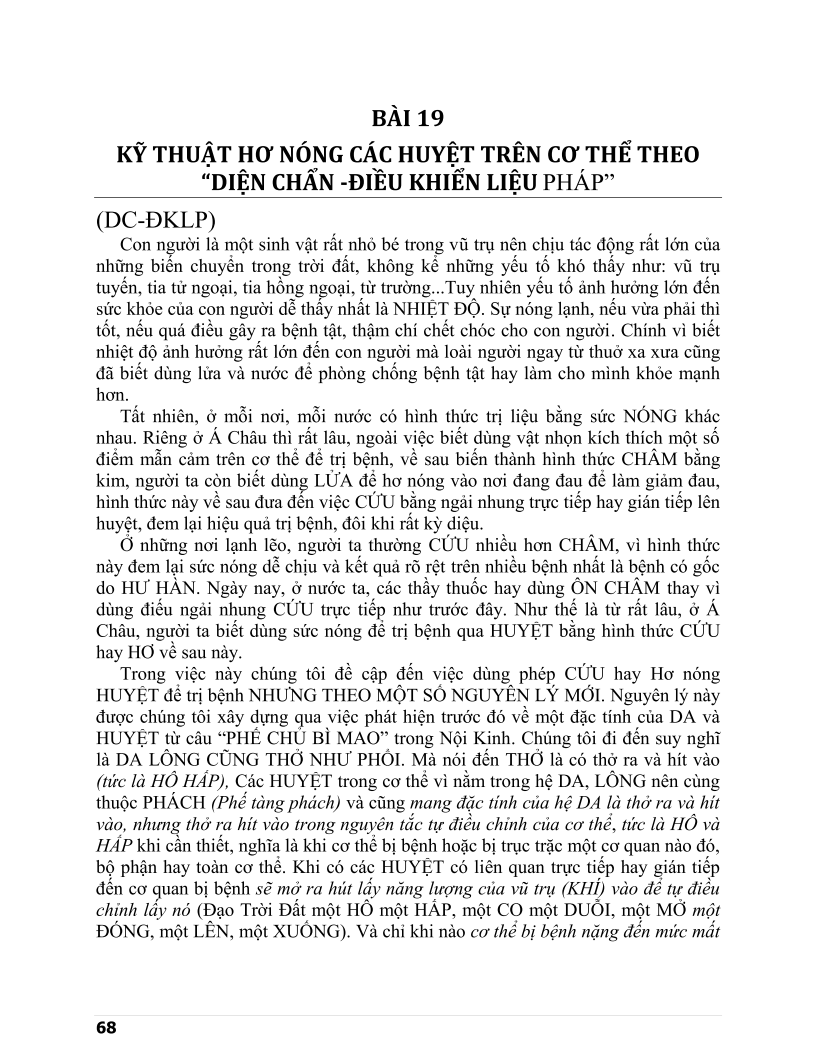 BÀI 19
KỸ THUẬT HƠ NÓNG CÁC HUYỆT TRÊN CƠ THỂ THEO
“DIỆN CHẨN -ĐIỀU KHIỂN LIỆU PHÁP”
(DC-ĐKLP)
Con người là một sinh vật rất nhỏ bé trong vũ trụ nên chịu tác động rất lớn của
những biến chuyển trong trời đất, không kể những yếu tố khó thấy như: vũ trụ
tuyến, tia tử ngoại, tia hồng ngoại, từ trường...Tuy nhiên yếu tố ảnh hưởng lớn đến
sức khỏe của con người dễ thấy nhất là NHIỆT ĐỘ. Sự nóng lạnh, nếu vừa phải thì
tốt, nếu quá điều gây ra bệnh tật, thậm chí chết chóc cho con người. Chính vì biết
nhiệt độ ảnh hưởng rất lớn đến con người mà loài người ngay từ thuở xa xưa cũng
đã biết dùng lửa và nước để phòng chống bệnh tật hay làm cho mình khỏe mạnh
hơn.
Tất nhiên, ở mỗi nơi, mỗi nước có hình thức trị liệu bằng sức NÓNG khác
nhau. Riêng ở Á Châu thì rất lâu, ngoài việc biết dùng vật nhọn kích thích một số
điểm mẫn cảm trên cơ thể để trị bệnh, về sau biến thành hình thức CHÂM bằng
kim, người ta còn biết dùng LỬA để hơ nóng vào nơi đang đau để làm giảm đau,
hình thức này về sau đưa đến việc CỨU bằng ngải nhung trực tiếp hay gián tiếp lên
huyệt, đem lại hiệu quả trị bệnh, đôi khi rất kỳ diệu.
Ở những nơi lạnh lẽo, người ta thường CỨU nhiều hơn CHÂM, vì hình thức
này đem lại sức nóng dễ chịu và kết quả rõ rệt trên nhiều bệnh nhất là bệnh có gốc
do HƯ HÀN. Ngày nay, ở nước ta, các thầy thuốc hay dùng ÔN CHÂM thay vì
dùng điếu ngải nhung CỨU trực tiếp như trước đây. Như thế là từ rất lâu, ở Á
Châu, người ta biết dùng sức nóng để trị bệnh qua HUYỆT bằng hình thức CỨU
hay HƠ về sau này.
Trong việc này chúng tôi đề cập đến việc dùng phép CỨU hay Hơ nóng
HUYỆT để trị bệnh NHƯNG THEO MỘT SỐ NGUYÊN LÝ MỚI. Nguyên lý này
được chúng tôi xây dựng qua việc phát hiện trước đó về một đặc tính của DA và
HUYỆT từ câu “PHẾ CHỦ BÌ MAO” trong Nội Kinh. Chúng tôi đi đến suy nghĩ
là DA LÔNG CŨNG THỞ NHƯ PHỔI. Mà nói đến THỞ là có thở ra và hít vào
(tức là HÔ HẤP), Các HUYỆT trong cơ thể vì nằm trong hệ DA, LÔNG nên cùng
thuộc PHÁCH (Phế tàng phách) và cũng mang đặc tính của hệ DA là thở ra và hít
vào, nhưng thở ra hít vào trong nguyên tắc tự điều chỉnh của cơ thể, tức là HÔ và
HẤP khi cần thiết, nghĩa là khi cơ thể bị bệnh hoặc bị trục trặc một cơ quan nào đó,
bộ phận hay toàn cơ thể. Khi có các HUYỆT có liên quan trực tiếp hay gián tiếp
đến cơ quan bị bệnh sẽ mở ra hút lấy năng lượng của vũ trụ (KHÍ) vào để tự điều
chỉnh lấy nó (Đạo Trời Đất một HÔ một HẤP, một CO một DUỖI, một MỞ một
ĐÓNG, một LÊN, một XUỐNG). Và chỉ khi nào cơ thể bị bệnh nặng đến mức mất
68